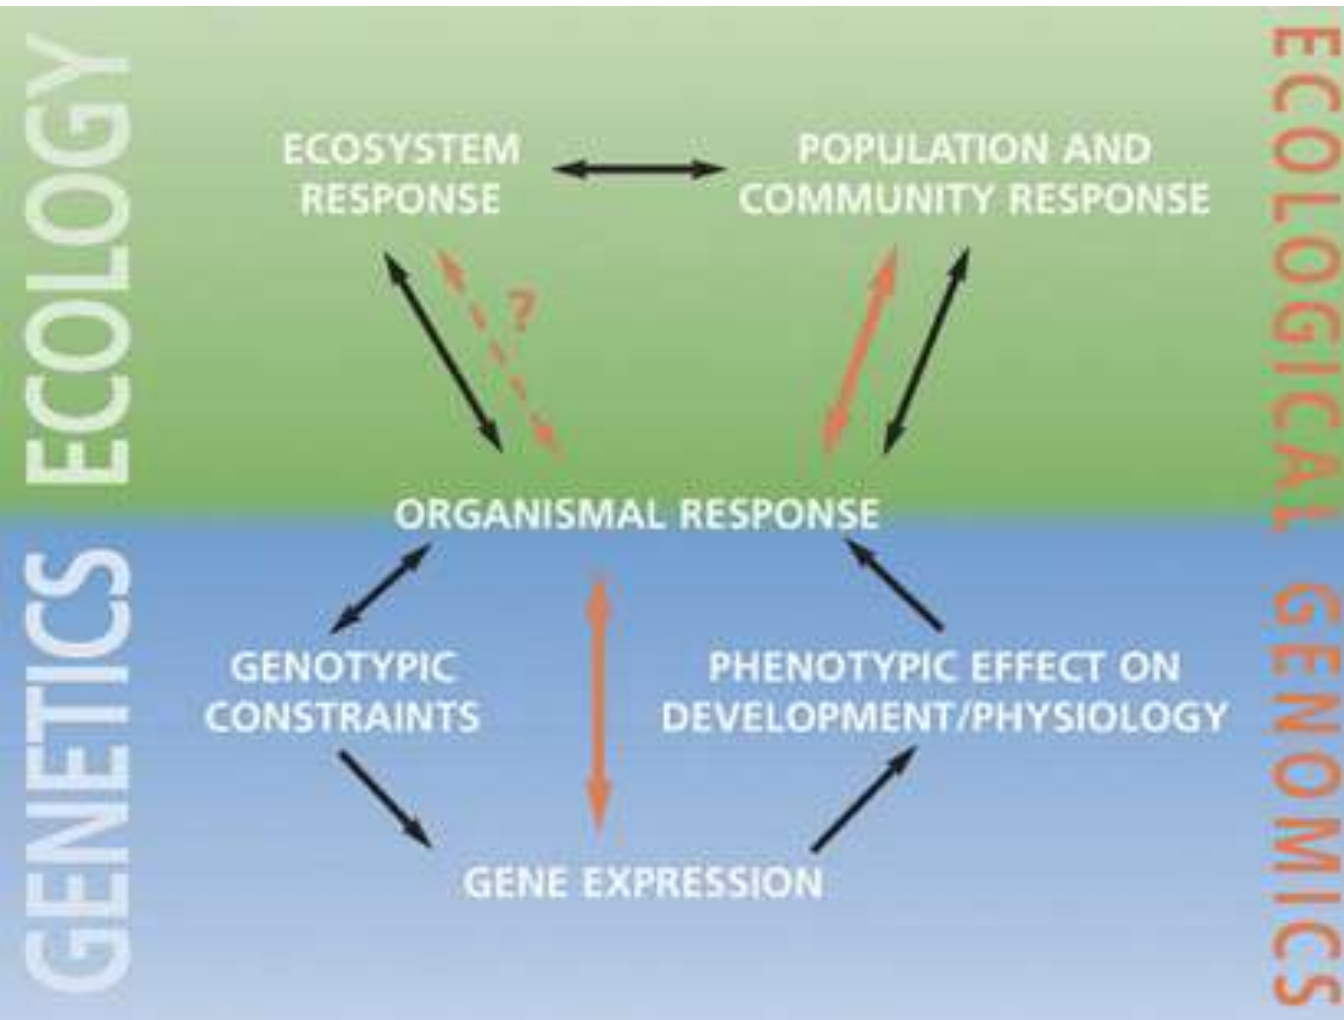 ECOLOGY
GENETICS
ECOLOGICAL GENOMICS
ECOSYSTEM
RESPONSE
POPULATION AND
COMMUNITY RESPONSE
?
ORGANISMAL RESPONSE
GENOTYPIC
CONSTRAINTS
PHENOTYPIC EFFECT ON
DEVELOPMENT/PHYSIOLOGY
GENE EXPRESSION